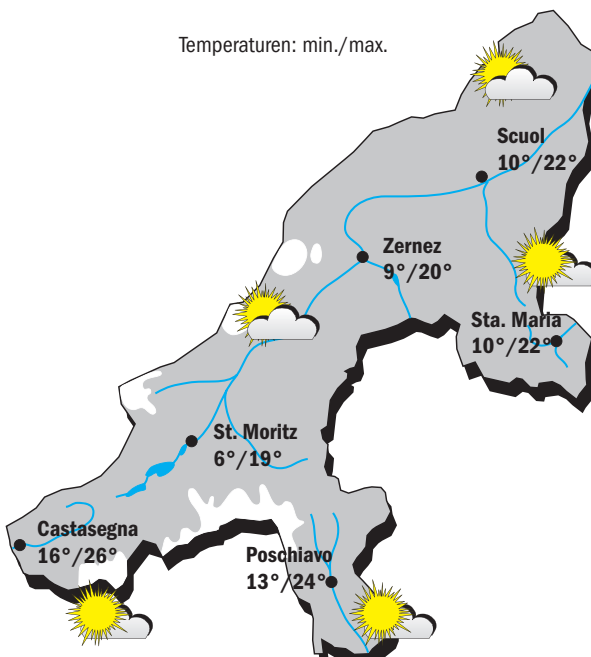 Temperaturen: min./max.
Scuol
10°/22°
Zernez
9°/20°
Sta. Maria
10°/22°
St. Moritz
6°/19°
Castasegna
16°/26°
Poschiavo
13°/24°